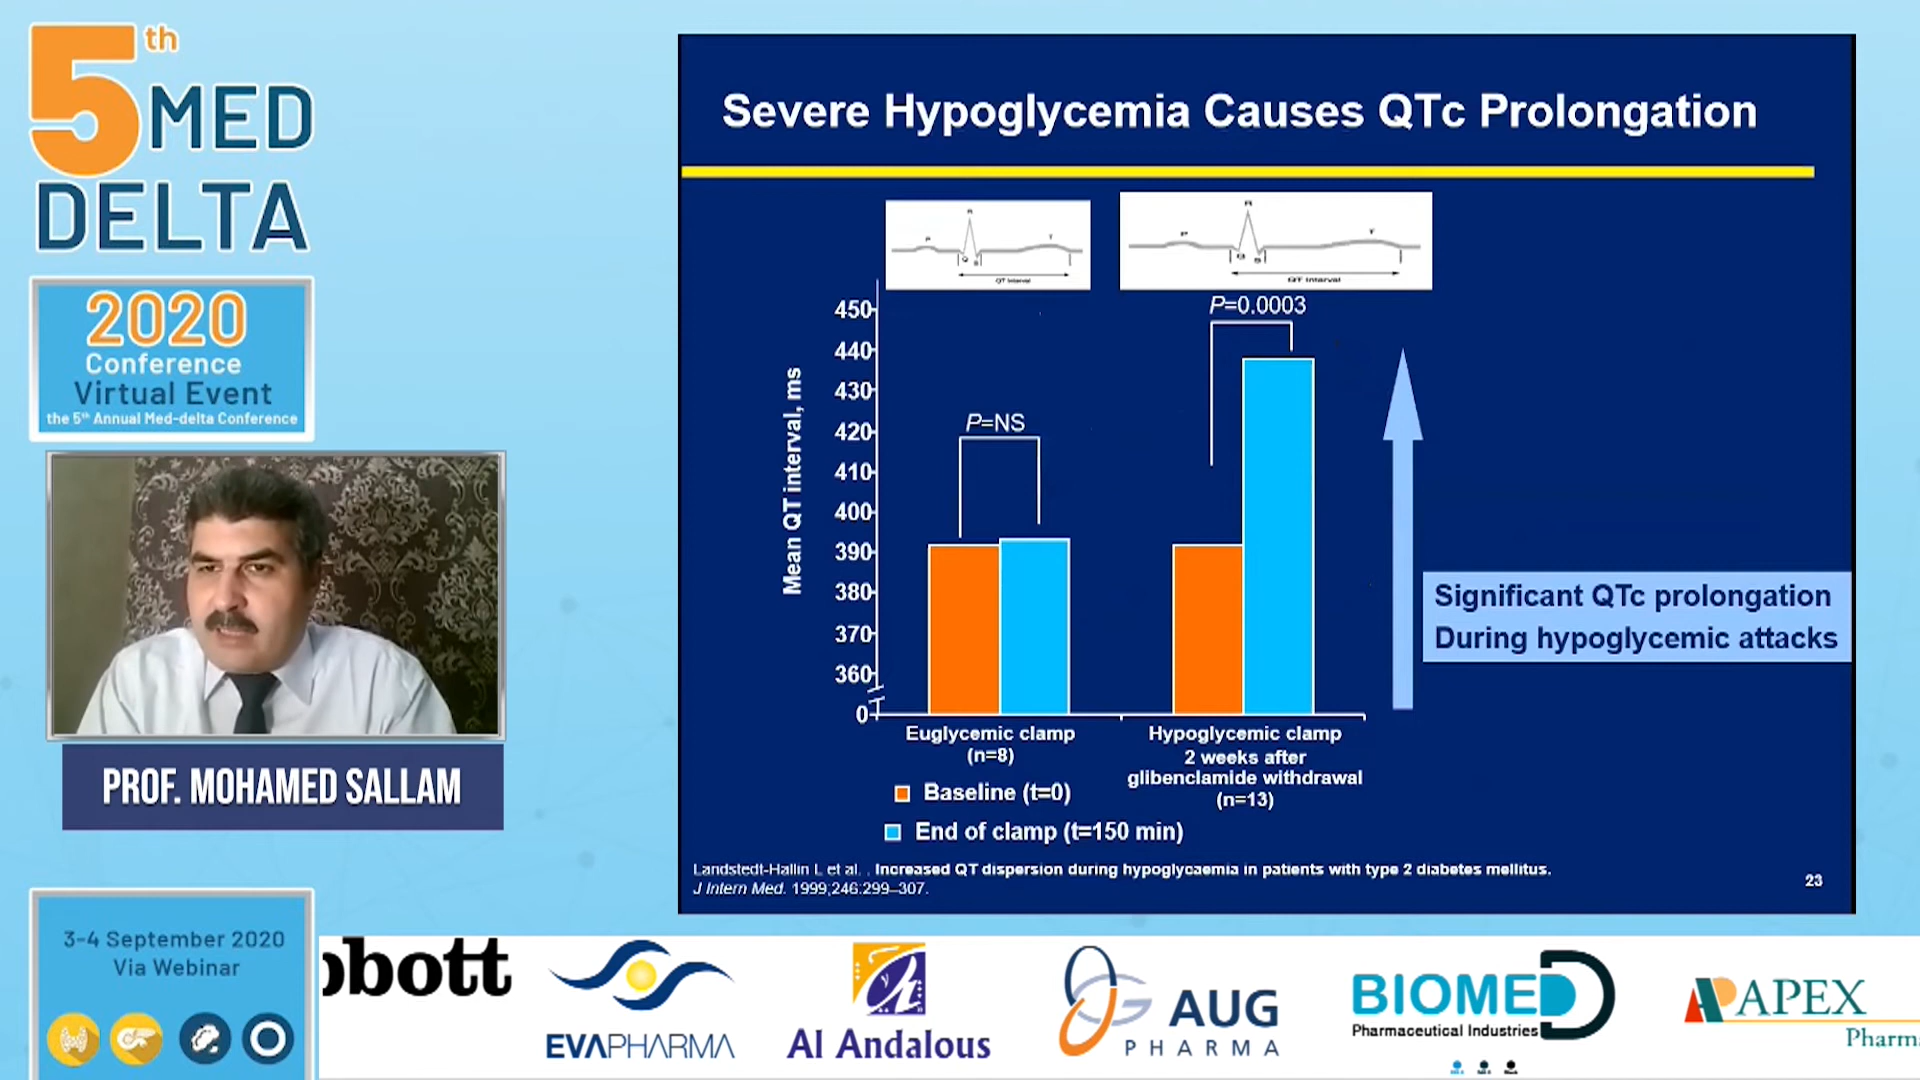 5th
MED
DELTA
2020
Conference
Virtual Event
the 5th Annual Med-delta Conference
PROF. MOHAMED SALLAM
3-4 September 2020
Via Webinar
Severe Hypoglycemia Causes QTc Prolongation
R
P
T
Q
S
QT Interval
R
P
T
Q
S
QT Interval
Mean QT interval, ms
450
440
430
420
410
400
390
380
370
360
0
P=NS
P=0.0003
Significant QTc prolongation
During hypoglycemic attacks
Euglycemic clamp
(n=8)
Hypoglycemic clamp
2 weeks after
glibenclamide withdrawal
(n=13)
Baseline (t=0)
End of clamp (t=150 min)
Landstedt-Hallin L et al. . Increased QT dispersion during hypoglycaemia in patients with type 2 diabetes mellitus.
J Intern Med. 1999;246:299–307.
23
bbott
EVAPHARMA
Al Andalous
AUG
PHARMA
BIOMED
Pharmaceutical Industries
APEX
Pharm